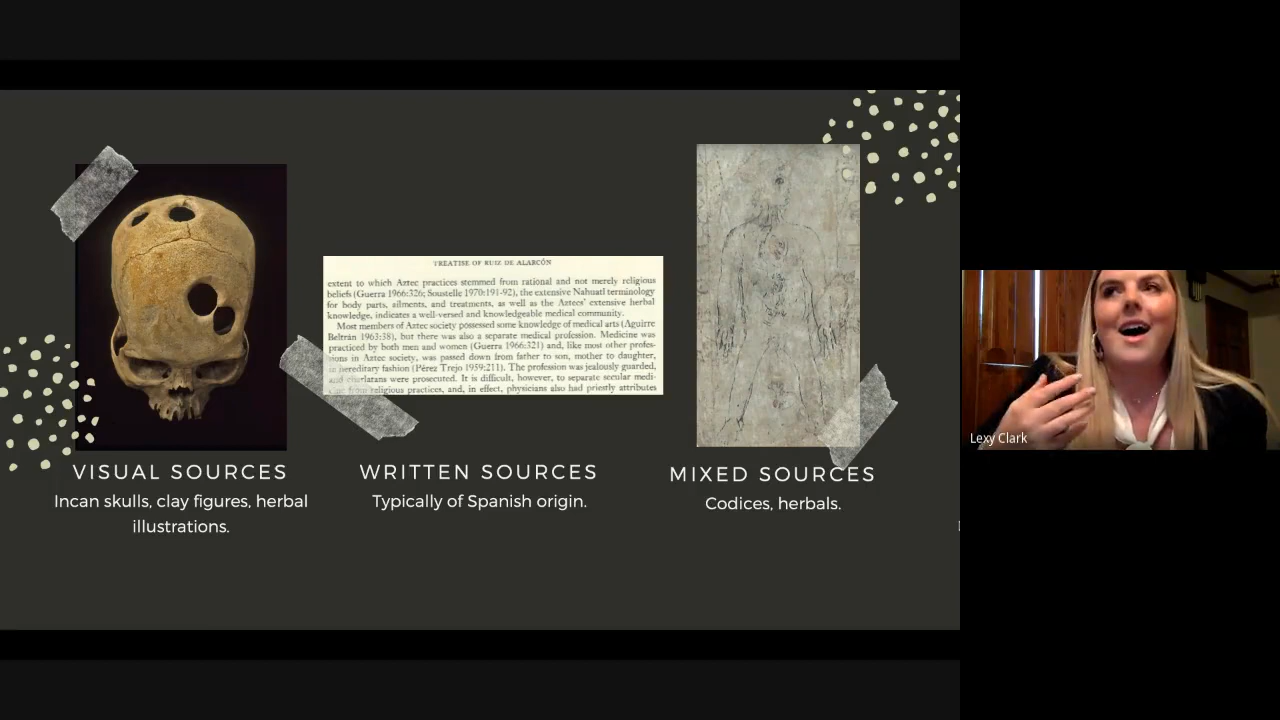 VISUAL SOURCES
Incan skulls, clay figures, herbal
illustrations.
TREATISE OF RUIZ DE ALARCÓN
extent to which Aztec practices stemmed from rational and not merely religious
beliefs (Guerra 1966:326; Soustelle 1970:191-92), the extensive Nahuatl terminology
for body parts, ailments, and treatments, as well as the Aztecs' extensive herbal
knowledge, indicates a well-versed and knowledgeable medical community.
Most members of Aztec society possessed some knowledge of medical arts (Aguirre
Beltrán 1963:38), but there was also a separate medical profession. Medicine was
practiced by both men and women (Guerra 1966:321) and, like most other profes-
sions in Aztec society, was passed down from father to son, mother to daughter,
in hereditary fashion (Pérez Trejo 1959:211). The profession was jealously guarded,
and charlatans were prosecuted. It is difficult, however, to separate secular medi-
from religious practices, and, in effect, physicians also had priestly attributes
WRITTEN SOURCES
Typically of Spanish origin.
MIXED SOURCES
Codices, herbals.
Lexy Clark